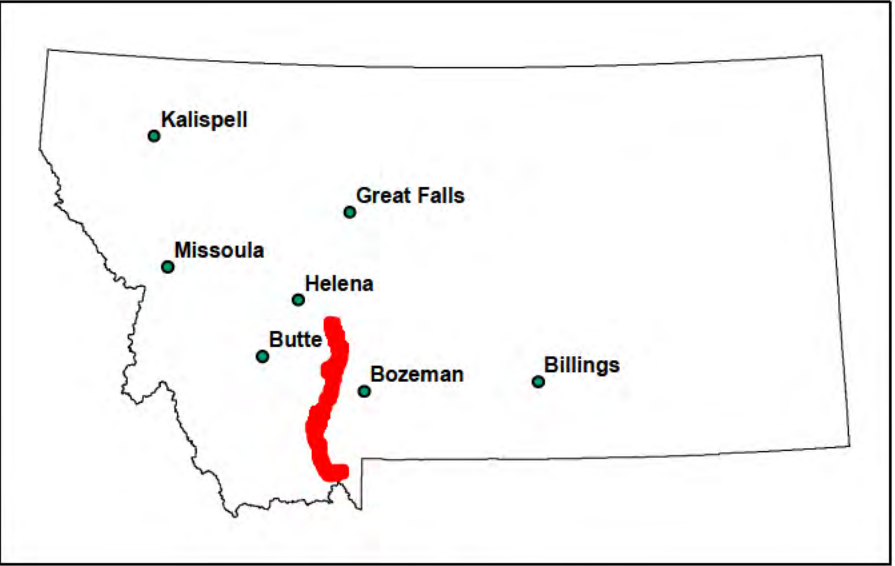 Kalispell
Great Falls
Missoula
Helena
Butte
Billings
Bozeman